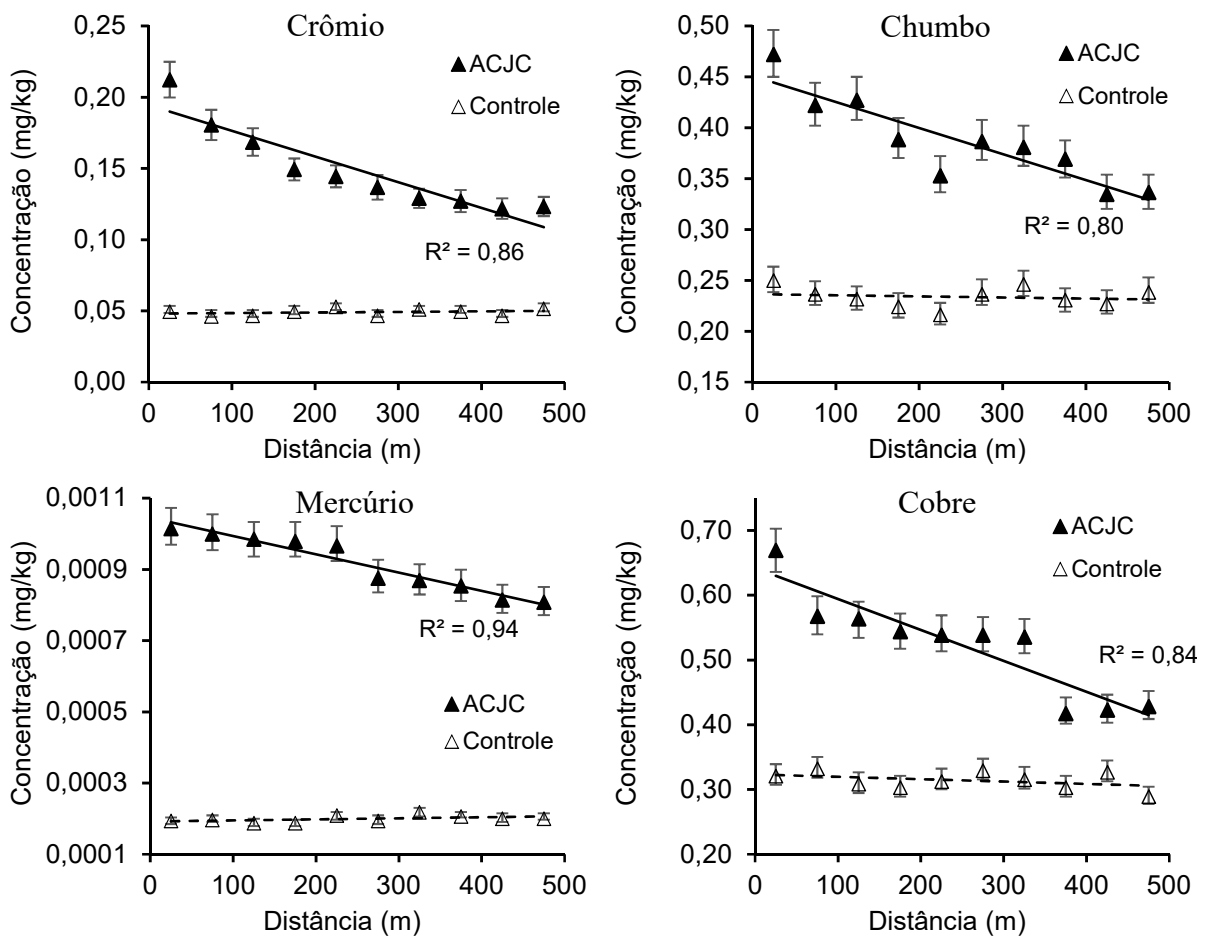 Crômio
Concentração (mg/kg)
0,25
0,20
0,15
0,10
0,05
0,00
ACJC
Controle
R² = 0,86
0 100 200 300 400 500
Distância (m)
Chumbo
Concentração (mg/kg)
0,50
0,45
0,40
0,35
0,30
0,25
0,20
0,15
ACJC
Controle
R² = 0,80
0 100 200 300 400 500
Distância (m)
Mercúrio
Concentração (mg/kg)
0,0011
0,0009
0,0007
0,0005
0,0003
0,0001
R² = 0,94
ACJC
Controle
0 100 200 300 400 500
Distância (m)
Cobre
Concentração (mg/kg)
0,70
0,60
0,50
0,40
0,30
0,20
ACJC
Controle
R² = 0,84
0 100 200 300 400 500
Distância (m)